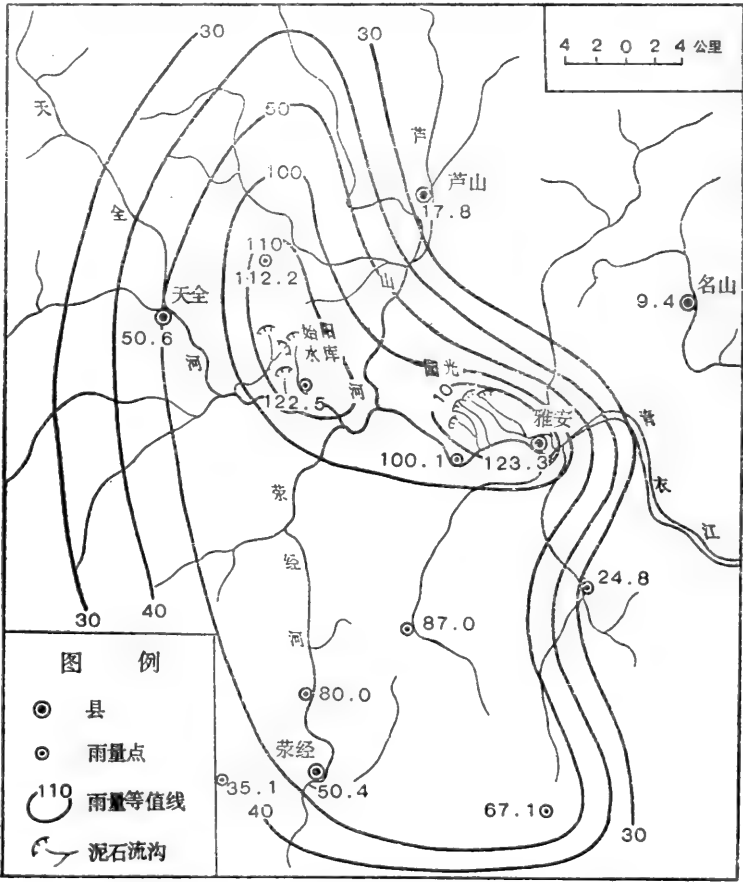 30
30
4 2 0 2 4 公里
天
50
芦
芦山
17.8
100
全
110
112.2
山
名山
9.4
天全
50.6
始阳
水库
河
122.5
河
光
10
雅安
青
100.1
123.3
衣
江
荥
经
24.8
30
40
87.0
河
80.0
荥经
50.4
35.1
40
67.1
30
图 例
县
雨量点
110
雨量等值线
泥石流沟